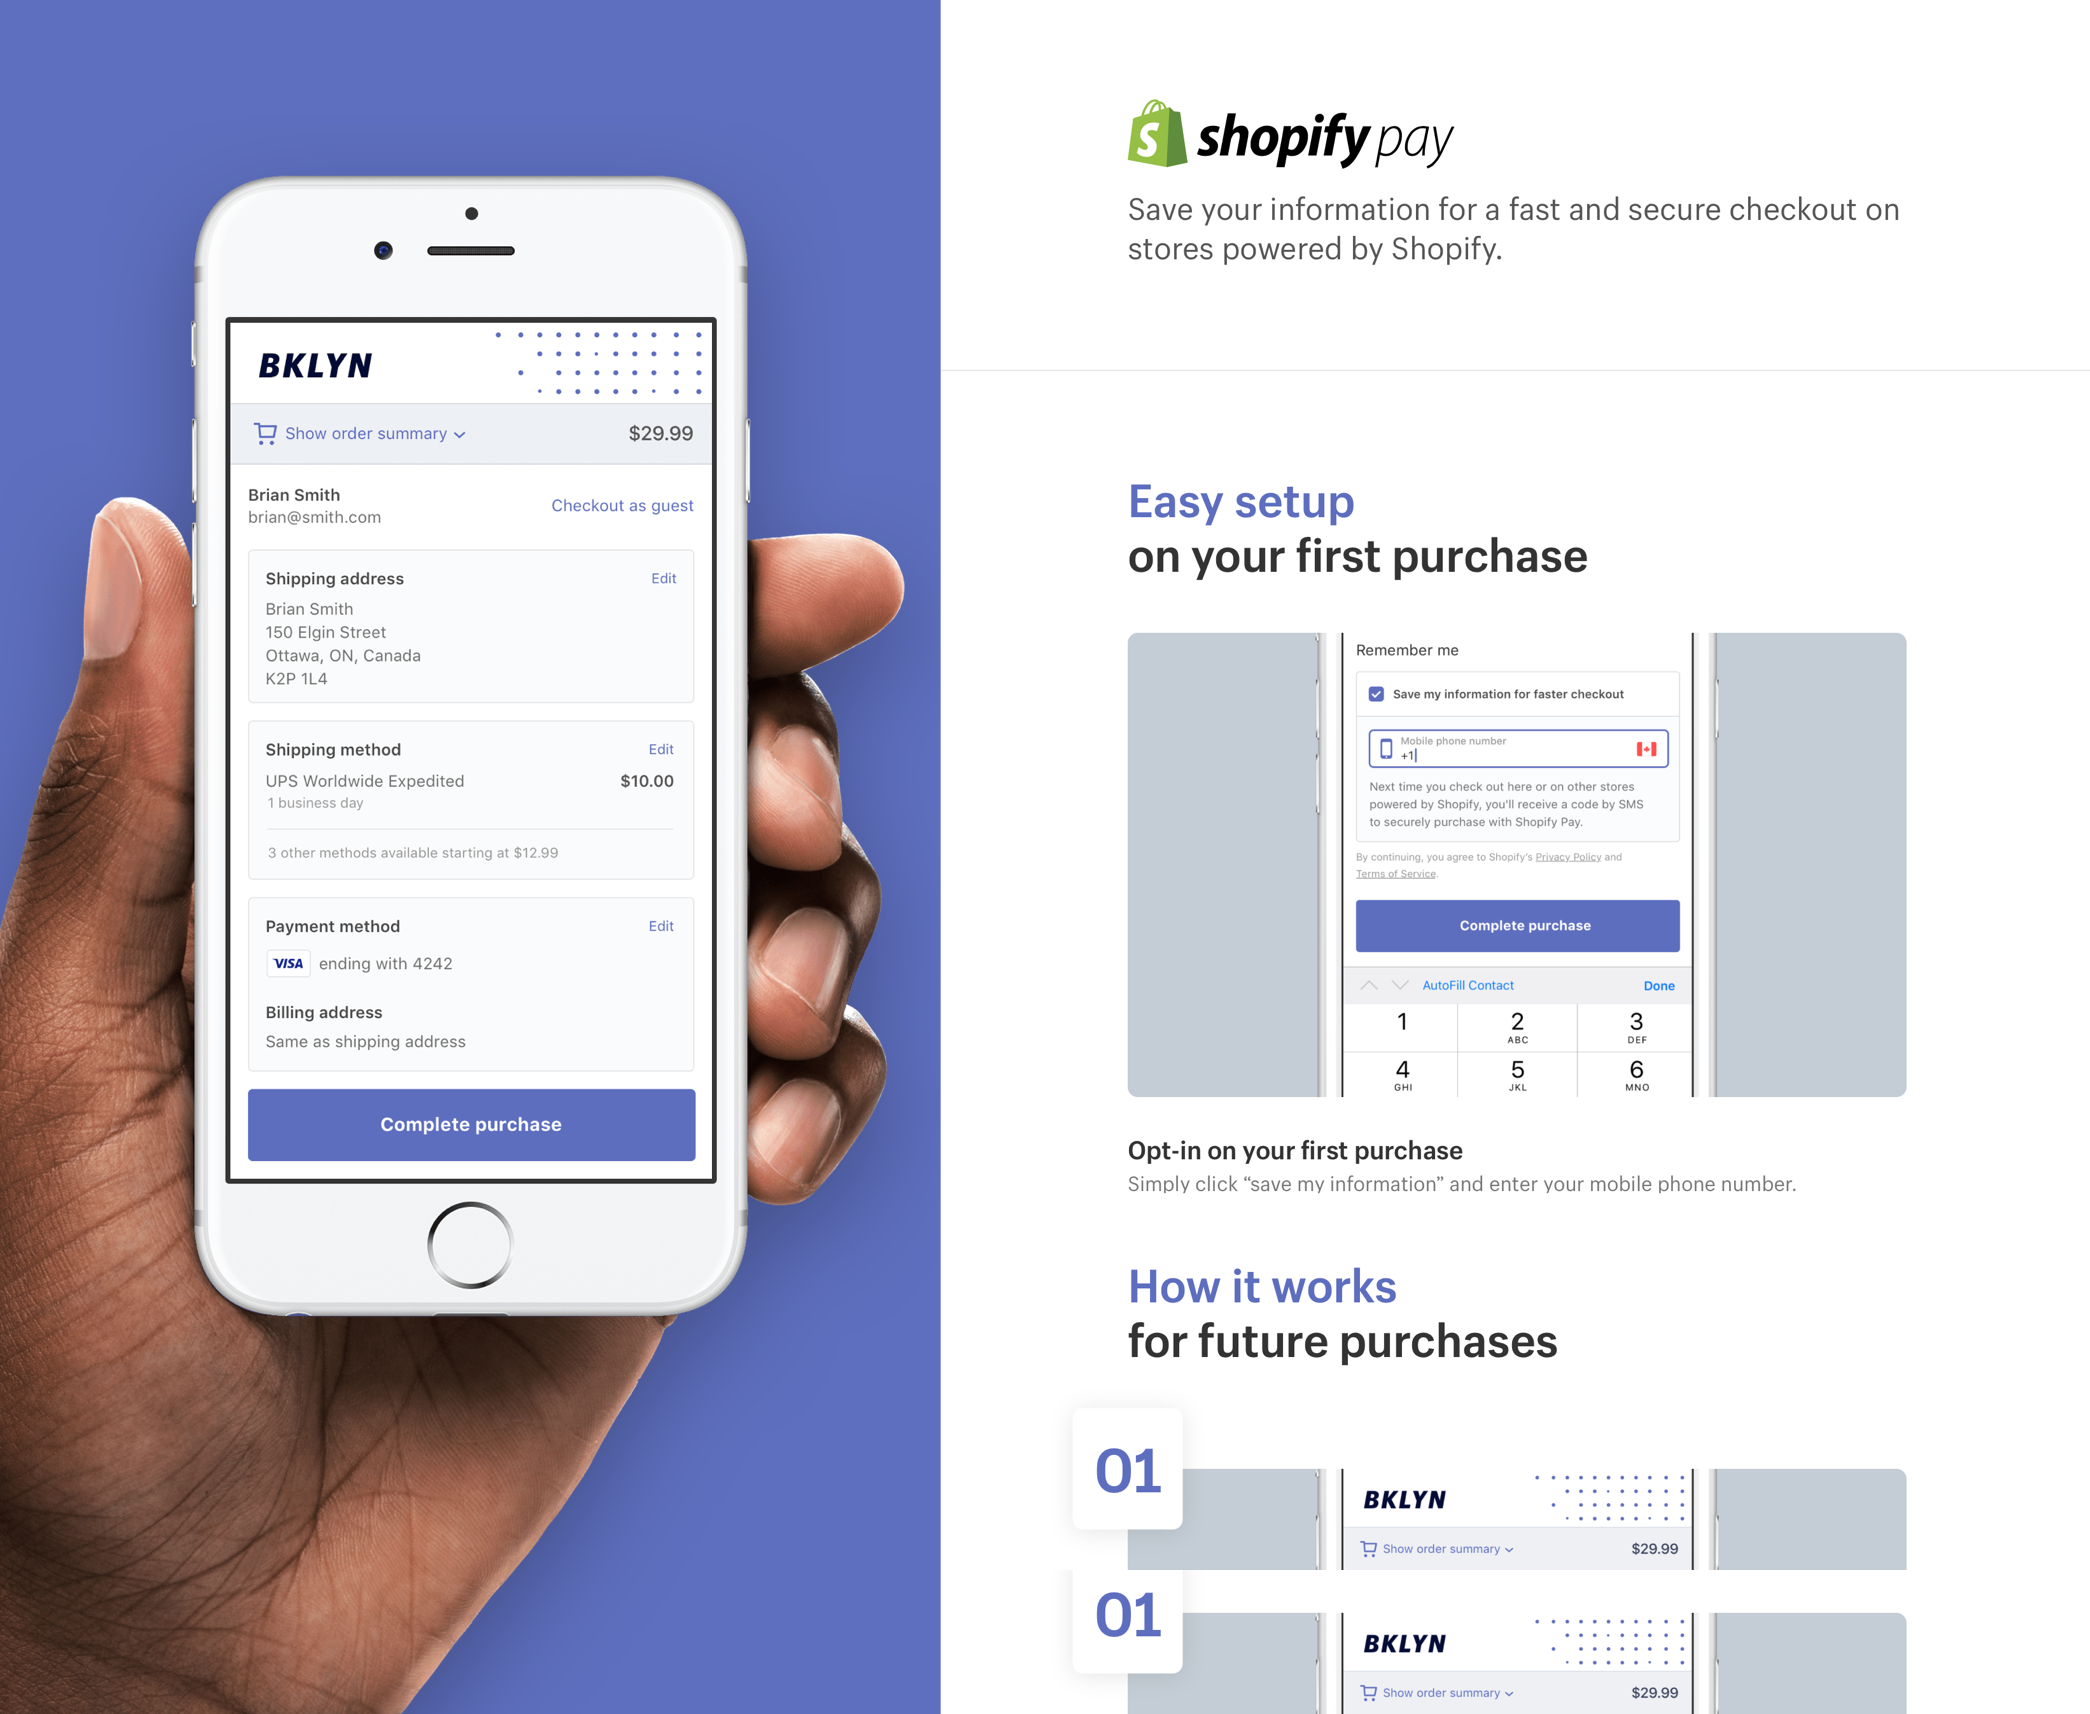 BKLYN
Show order summary
$29.99
Brian Smith
brian@smith.com
Checkout as guest
Shipping address
Edit
Brian Smith
150 Elgin Street
Ottawa, ON, Canada
K2P 1L4
Shipping method
Edit
UPS Worldwide Expedited
$10.00
1 business day
3 other methods available starting at $12.99
Payment method
Edit
VISA
ending with 4242
Billing address
Same as shipping address
Complete purchase
S
shopify pay
Save your information for a fast and secure checkout on
stores powered by Shopify.
Easy setup
on your first purchase
Remember me
Save my information for faster checkout
Mobile phone number
+1
Next time you check out here or on other stores
powered by Shopify, you'll receive a code by SMS
to securely purchase with Shopify Pay.
By continuing, you agree to Shopify's Privacy Policy and
Terms of Service.
Complete purchase
AutoFill Contact
Done
1
2
ABC
3
DEF
4
GHI
5
JKL
6
MNO
Opt-in on your first purchase
Simply click “save my information” and enter your mobile phone number.
How it works
for future purchases
01
BKLYN
Show order summary
$29.99
01
BKLYN
Show order summary
$29.99